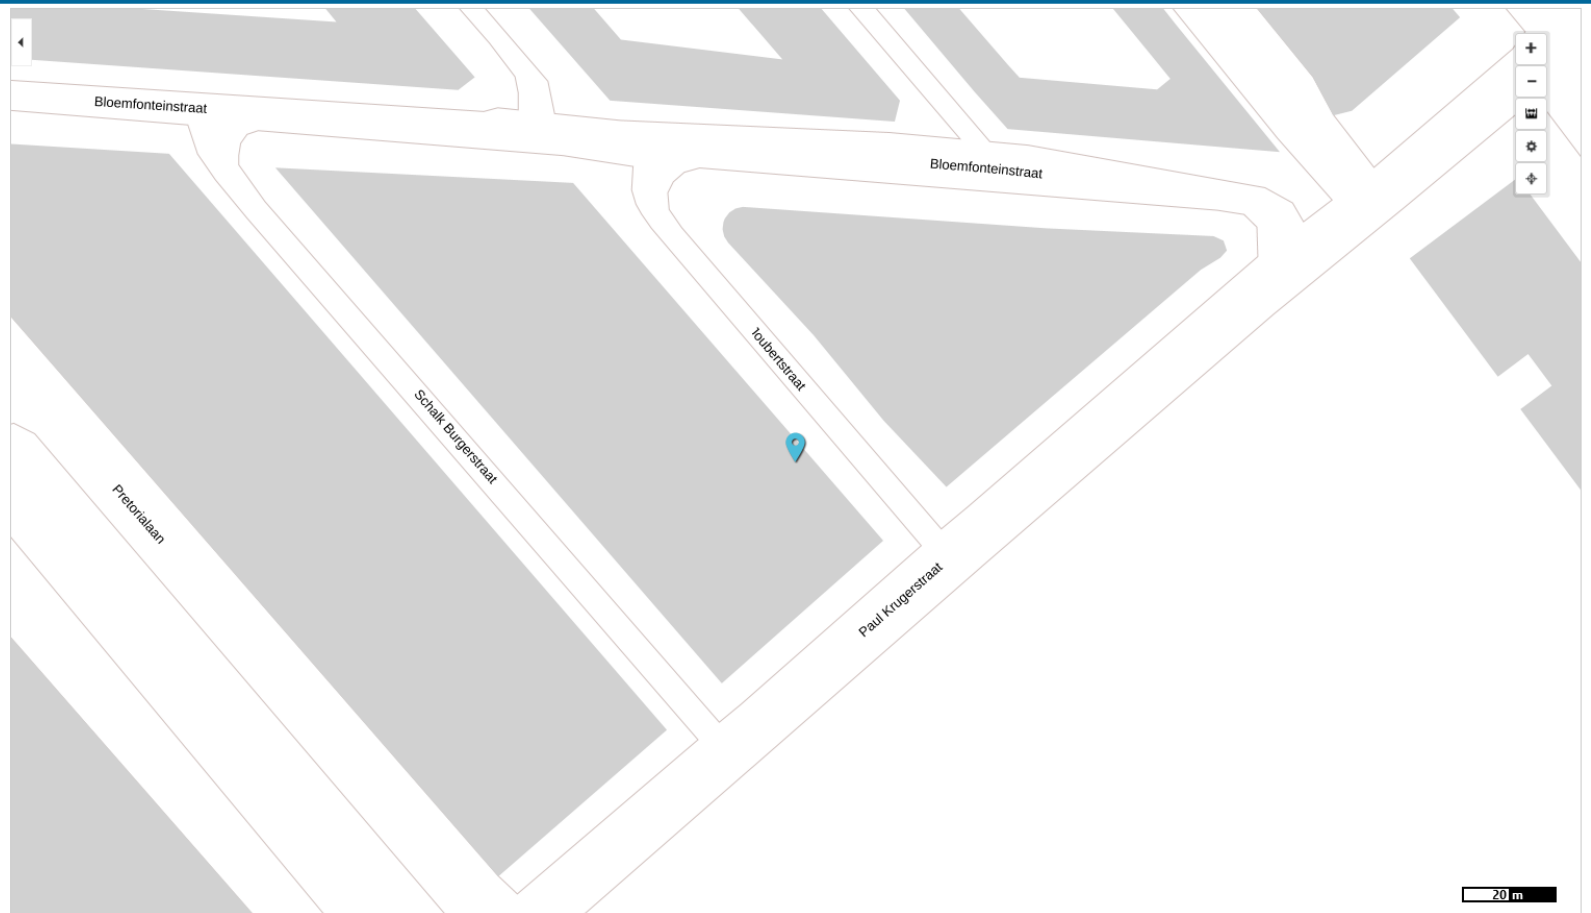 Bloemfonteinstraat
Bloemfonteinstraat
Joubertstraat
Schalk Burgerstraat
Pretorialaan
Paul Krugerstraat
20 m